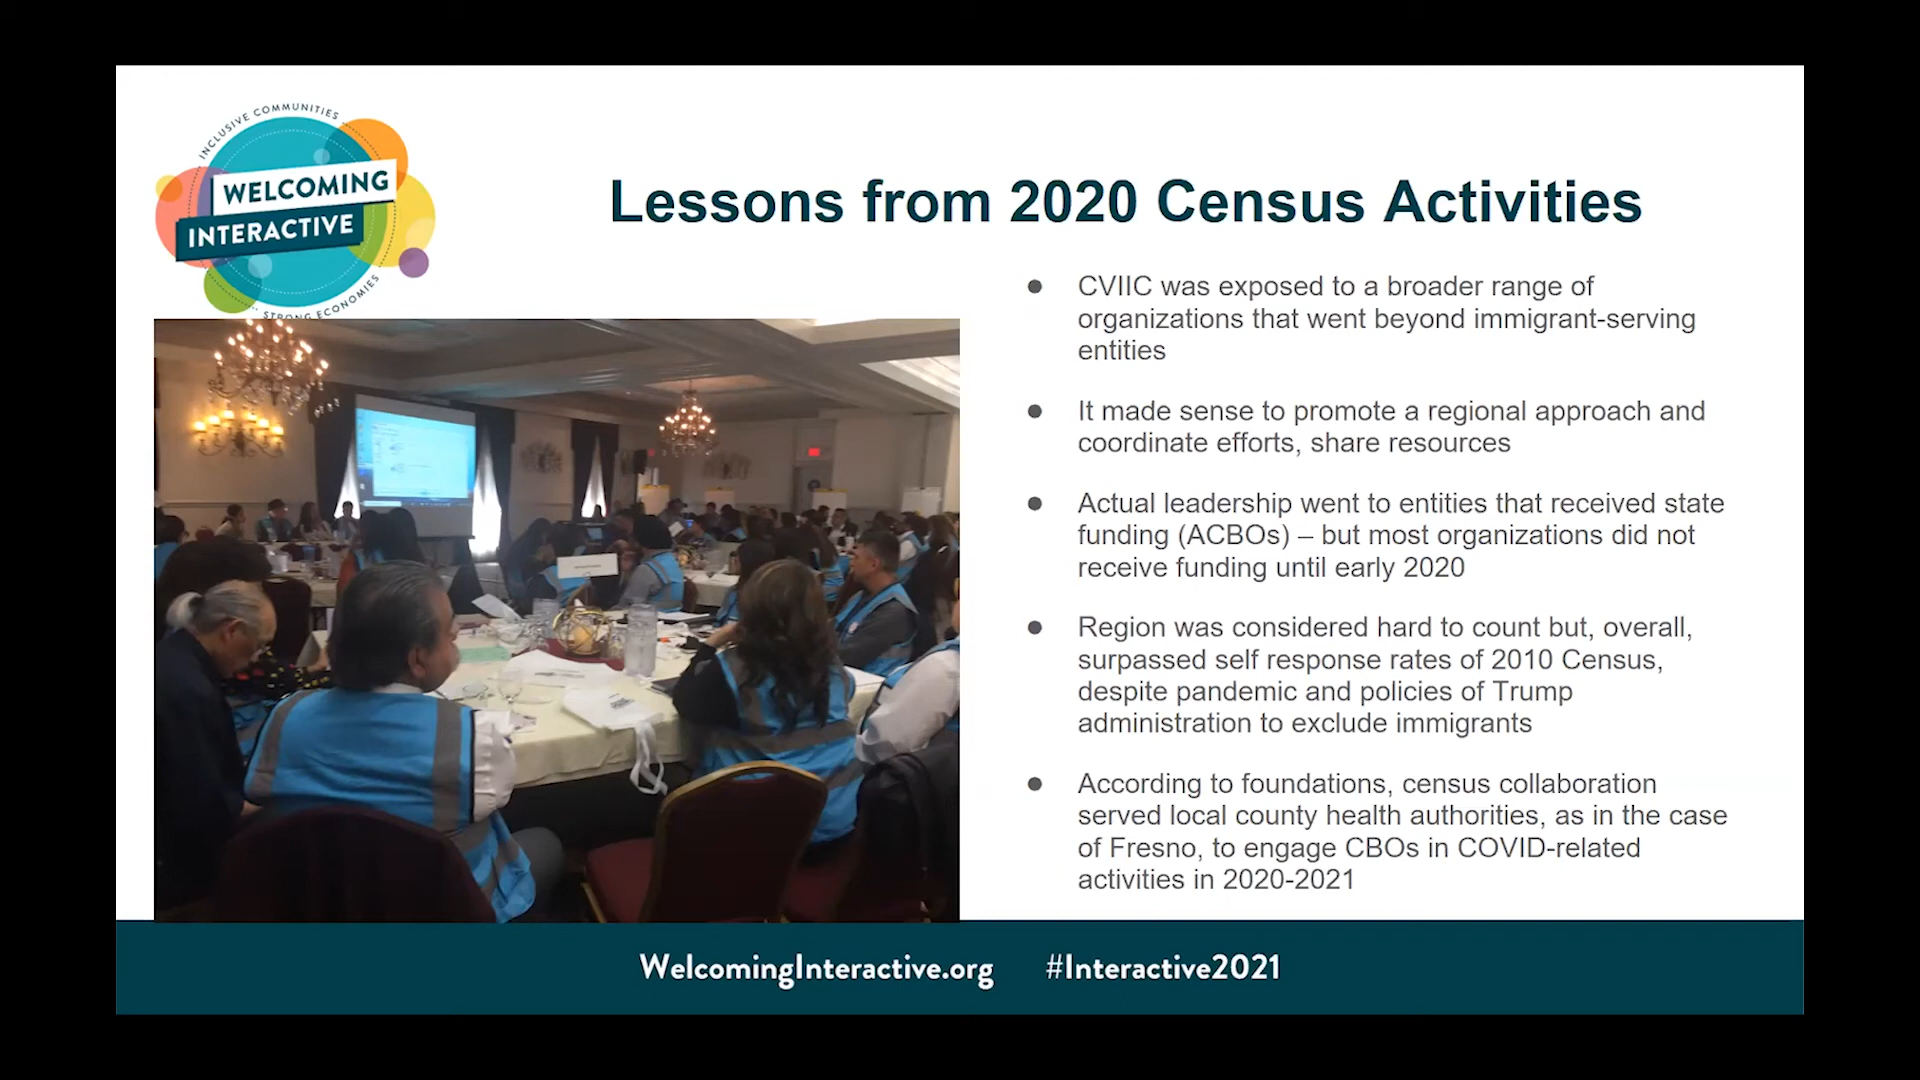 INCLUSIVE COMMUNITIES
WELCOMING
INTERACTIVE
... STRONG ECONOMIES
Lessons from 2020 Census Activities
● CVIIC was exposed to a broader range of
organizations that went beyond immigrant-serving
entities
● It made sense to promote a regional approach and
coordinate efforts, share resources
● Actual leadership went to entities that received state
funding (ACBOs) – but most organizations did not
receive funding until early 2020
● Region was considered hard to count but, overall,
surpassed self response rates of 2010 Census,
despite pandemic and policies of Trump
administration to exclude immigrants
● According to foundations, census collaboration
served local county health authorities, as in the case
of Fresno, to engage CBOs in COVID-related
activities in 2020-2021
WelcomingInteractive.org #Interactive2021